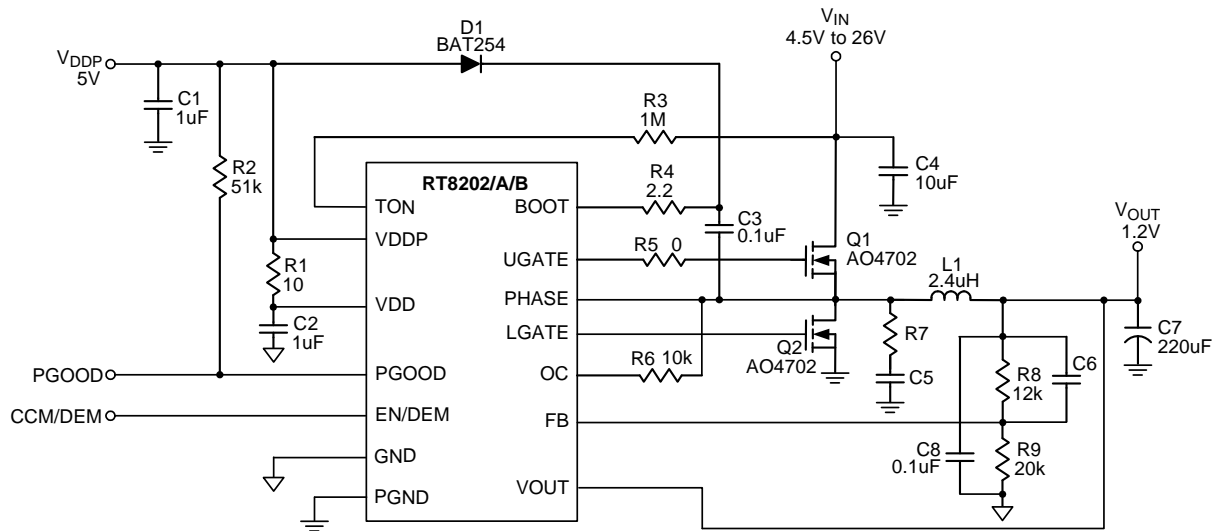 D1
BAT254
VIN
4.5V to 26V
VDDP
5V
C1
1uF
R3
1M
R2
51k
C4
10uF
RT8202/A/B
R4
2.2
TON
BOOT
C3
0.1uF
VOUT
1.2V
VDDP
R5 0
Q1
AO4702
UGATE
R1
10
L1
2.4uH
VDD
PHASE
C2
1uF
LGATE
R7
C7
220uF
Q2
AO4702
R6 10k
PGOOD
PGOOD
OC
C5
R8
12k
C6
CCM/DEM
EN/DEM
FB
GND
C8
0.1uF
R9
20k
PGND
VOUT